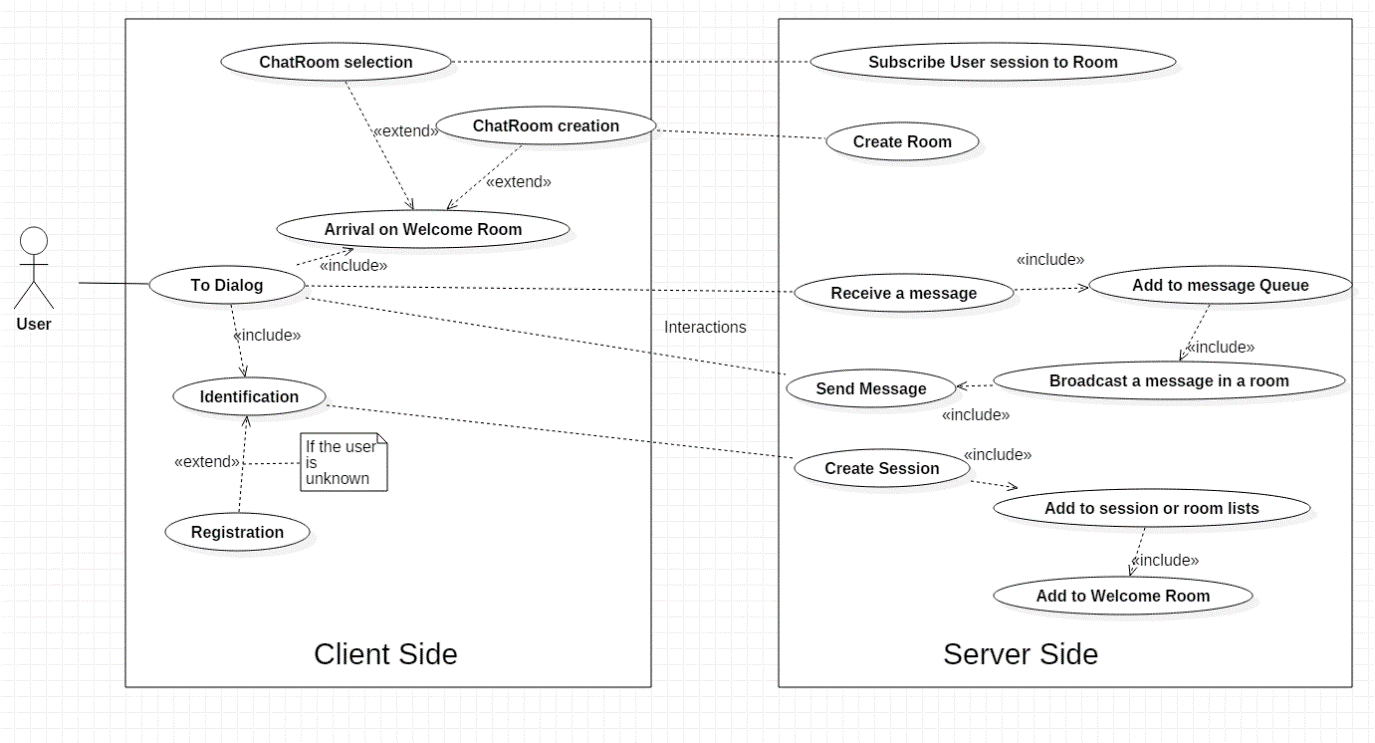 ChatRoom selection
Subscribe User session to Room
«extend»
ChatRoom creation
Create Room
«extend»
Arrival on Welcome Room
«include»
«include»
To Dialog
Receive a message
Add to message Queue
User
Interactions
«include»
«include»
Identification
Send Message
Broadcast a message in a room
«include»
If the user
is
unknown
«extend»
Create Session
«include»
Registration
Add to session or room lists
«include»
Add to Welcome Room
Client Side
Server Side